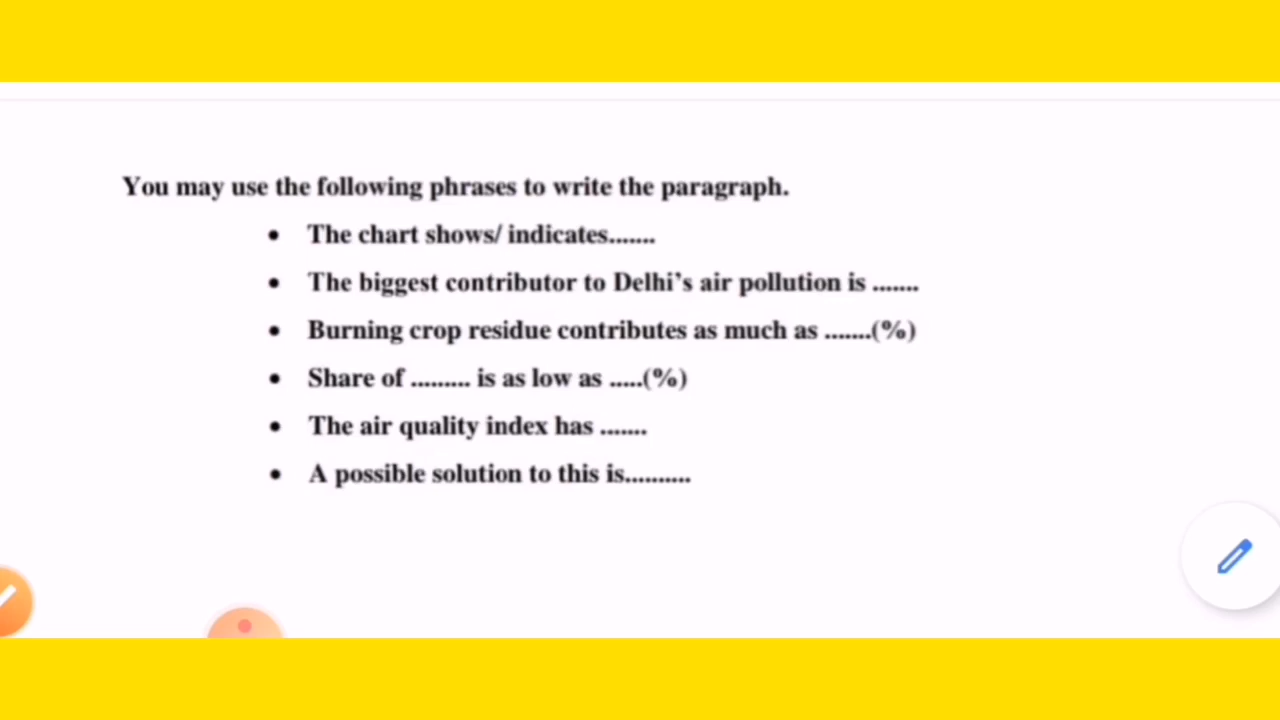 You may use the following phrases to write the paragraph.
• The chart shows/ indicates.......
• The biggest contributor to Delhi’s air pollution is .......
• Burning crop residue contributes as much as .......(%)
• Share of ......... is as low as .....(%)
• The air quality index has .......
• A possible solution to this is..........